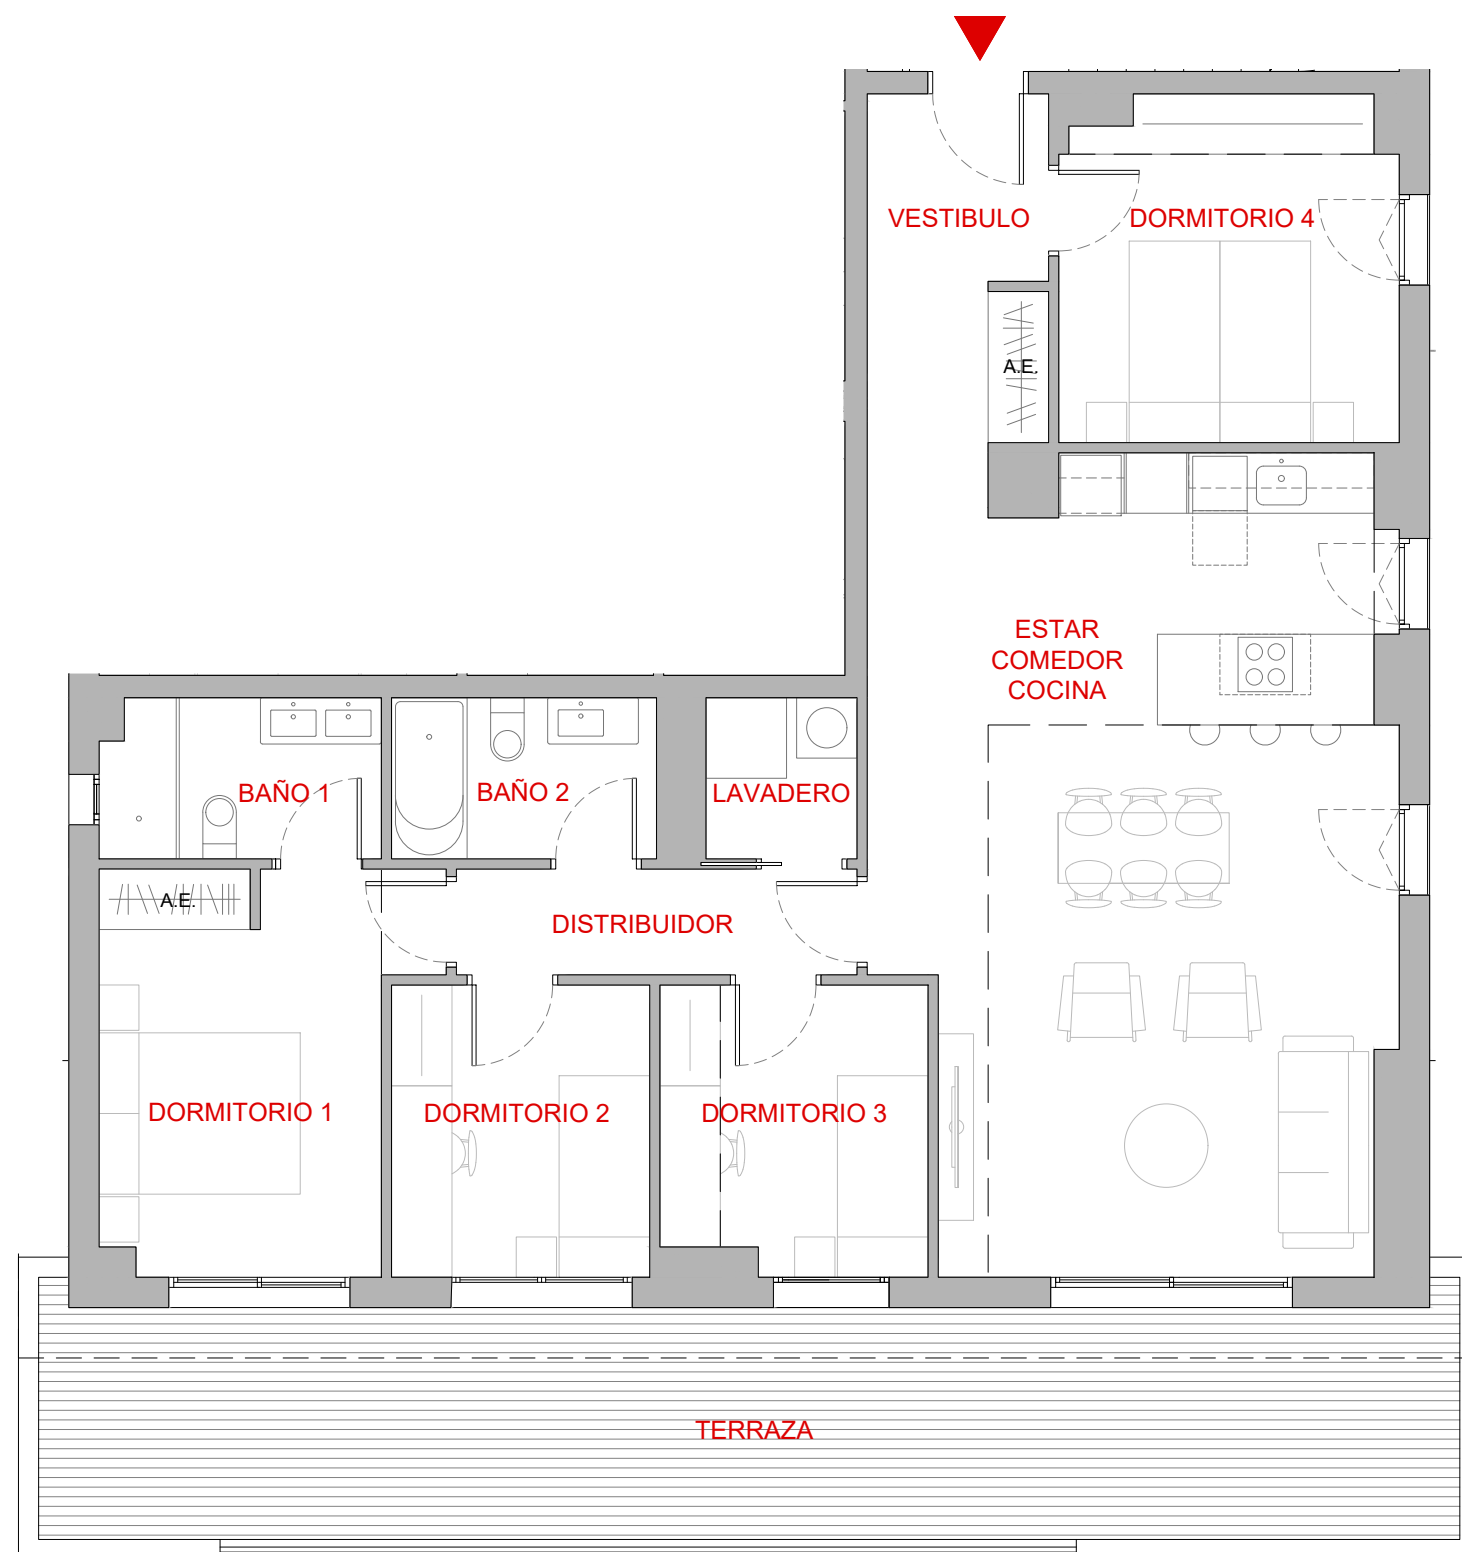 VESTIBULO
DORMITORIO 4
A.E.
ESTAR
COMEDOR
COCINA
BAÑO 1
BAÑO 2
LAVADERO
A.E.
DISTRIBUIDOR
DORMITORIO 1
DORMITORIO 2
DORMITORIO 3
TERRAZA